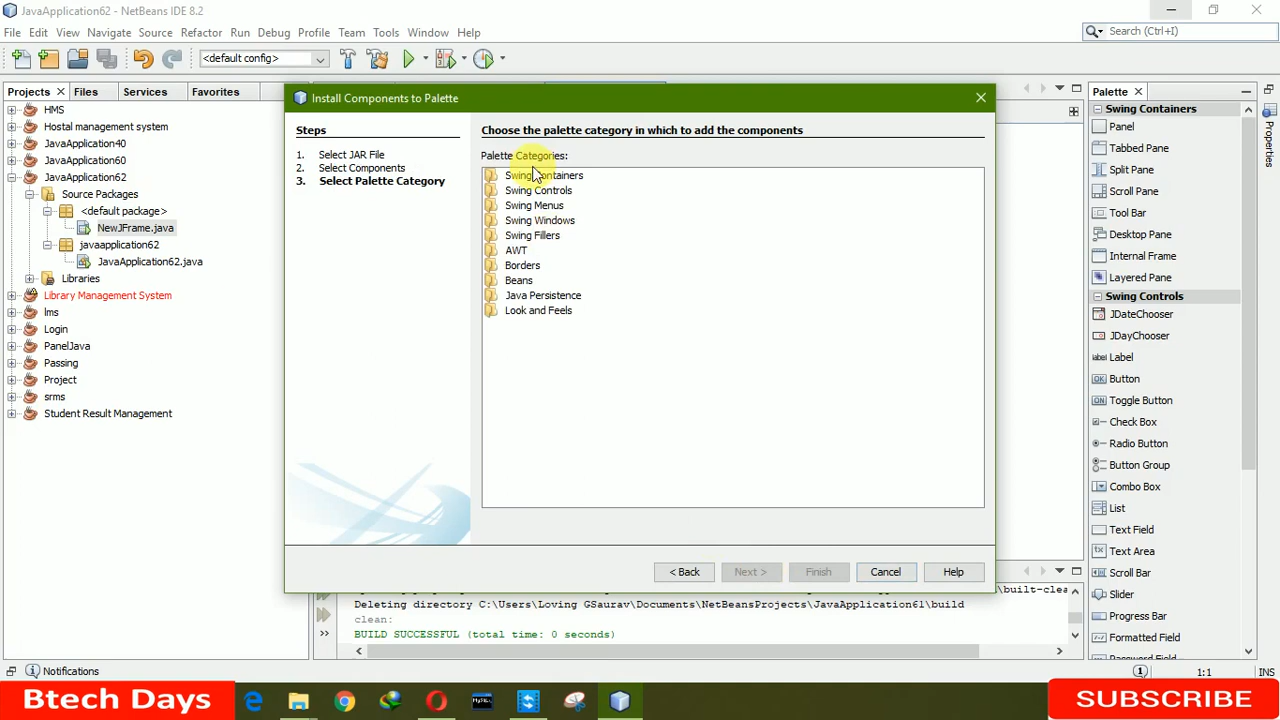 JavaApplication62 - NetBeans IDE 8.2
File Edit View Navigate Source Refactor Run Debug Profile Team Tools Window Help
Search (Ctrl+I)
<default config>
Projects Files Services Favorites
HMS
Hostal management system
JavaApplication40
JavaApplication60
JavaApplication62
Source Packages
<default package>
NewJFrame.java
javaapplication62
JavaApplication62.java
Libraries
Library Management System
lms
Login
PanelJava
Passing
Project
srms
Student Result Management
Install Components to Palette
Steps
1. Select JAR File
2. Select Components
3. Select Palette Category
Choose the palette category in which to add the components
Palette Categories:
Swing Containers
Swing Controls
Swing Menus
Swing Windows
Swing Fillers
AWT
Borders
Beans
Java Persistence
Look and Feels
< Back Next > Finish Cancel Help
Palette
Swing Containers
Panel
Tabbed Pane
Split Pane
Scroll Pane
Tool Bar
Desktop Pane
Internal Frame
Layered Pane
Swing Controls
JDateChooser
JDayChooser
label Label
OK Button
ON Toggle Button
Check Box
Radio Button
Button Group
Combo Box
List
Text Field
Text Area
Scroll Bar
Slider
Progress Bar
Formatted Field
Properties
built-clea
Deleting directory C:\Users\Loving GSaurav\Documents\NetBeansProjects\JavaApplication61\build
clean:
BUILD SUCCESSFUL (total time: 0 seconds)
Notifications
1:1 INS
Btech Days
SUBSCRIBE